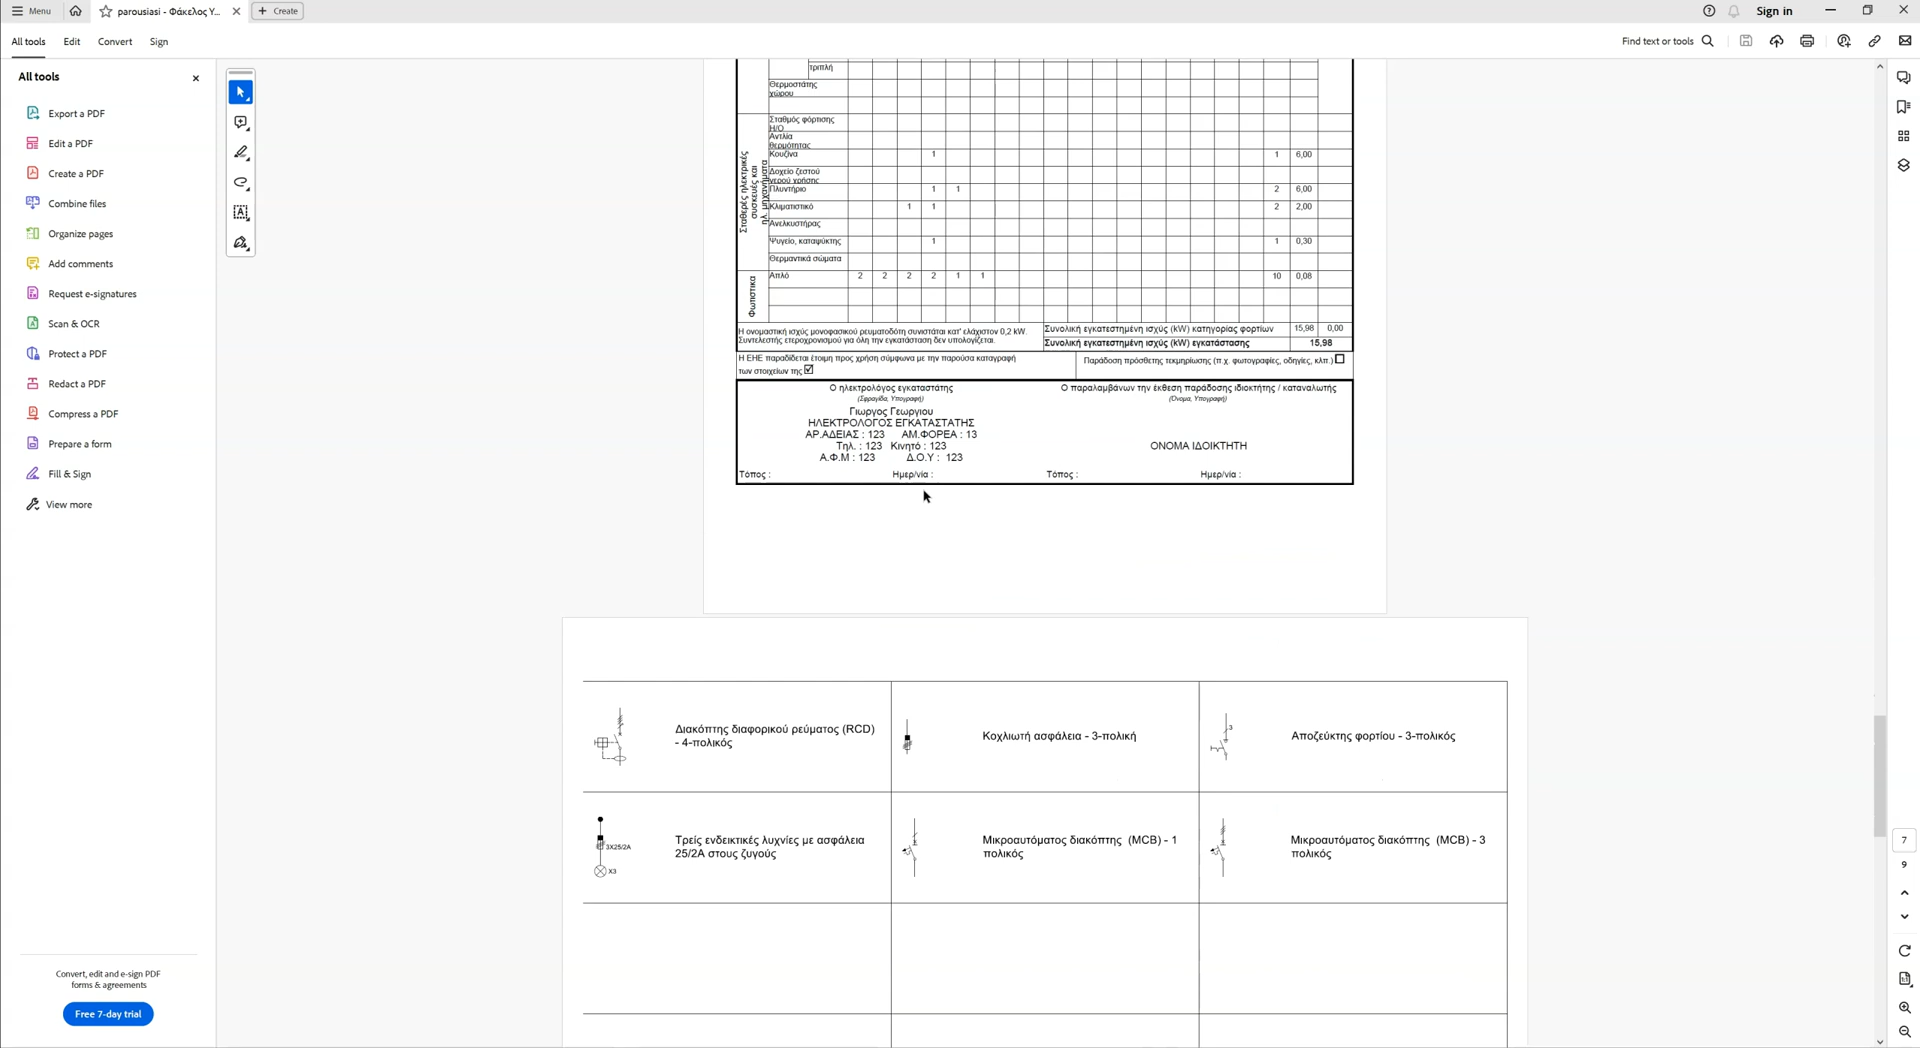 Menu
parousiasi - Φάκελος Υ...
Create
Sign in
All tools
Edit
Convert
Sign
Find text or tools
All tools
Export a PDF
Edit a PDF
Create a PDF
Combine files
Organize pages
Add comments
Request e-signatures
Scan & OCR
Protect a PDF
Redact a PDF
Compress a PDF
Prepare a form
Fill & Sign
View more
Convert, edit and e-sign PDF
forms & agreements
Free 7-day trial
τριπλή
Θερμοστάτης
χώρου
Σταθερές ηλεκτρικές
συσκευές και
ηλ. μηχανήματα
Σταθμός φόρτισης
Η/Ο
Αντλία
θερμότητας
Κουζίνα 1 1 6,00
Δοχείο ζεστού
νερού χρήσης
Πλυντήριο 1 1 2 6,00
Κλιματιστικό 1 1 2 2,00
Ανελκυστήρας
Ψυγείο, καταψύκτης 1 1 0,30
Θερμαντικά σώματα
Φωτιστικά
Απλό 2 2 2 2 1 1 10 0,08
Η ονομαστική ισχύς μονοφασικού ρευματοδότη συνιστάται κατ' ελάχιστον 0,2 kW.
Συντελεστής ετεροχρονισμού για όλη την εγκατάσταση δεν υπολογίζεται.
Συνολική εγκατεστημένη ισχύς (kW) κατηγορίας φορτίων 15,98 0,00
Συνολική εγκατεστημένη ισχύς (kW) εγκατάστασης 15,98
Η ΕΗΕ παραδίδεται έτοιμη προς χρήση σύμφωνα με την παρούσα καταγραφή
των στοιχείων της
Παράδοση πρόσθετης τεκμηρίωσης (π.χ. φωτογραφίες, οδηγίες, κλπ.)
Ο ηλεκτρολόγος εγκαταστάτης
(Σφραγίδα, Υπογραφή)
Γιωργος Γεωργιου
ΗΛΕΚΤΡΟΛΟΓΟΣ ΕΓΚΑΤΑΣΤΑΤΗΣ
ΑΡ.ΑΔΕΙΑΣ : 123 ΑΜ.ΦΟΡΕΑ : 13
Τηλ. : 123 Κινητό : 123
Α.Φ.Μ : 123 Δ.Ο.Υ : 123
Τόπος : Ημερ/νία :
Ο παραλαμβάνων την έκθεση παράδοσης ιδιοκτήτης / καταναλωτής
(Όνομα, Υπογραφή)
ΟΝΟΜΑ ΙΔΟΙΚΤΗΤΗ
Τόπος : Ημερ/νία :
Διακόπτης διαφορικού ρεύματος (RCD)
- 4-πολικός
Κοχλιωτή ασφάλεια - 3-πολική
3
Αποζεύκτης φορτίου - 3-πολικός
3X25/2A
X3
Τρείς ενδεικτικές λυχνίες με ασφάλεια
25/2A στους ζυγούς
Μικροαυτόματος διακόπτης (MCB) - 1
πολικός
Μικροαυτόματος διακόπτης (MCB) - 3
πολικός
7
9